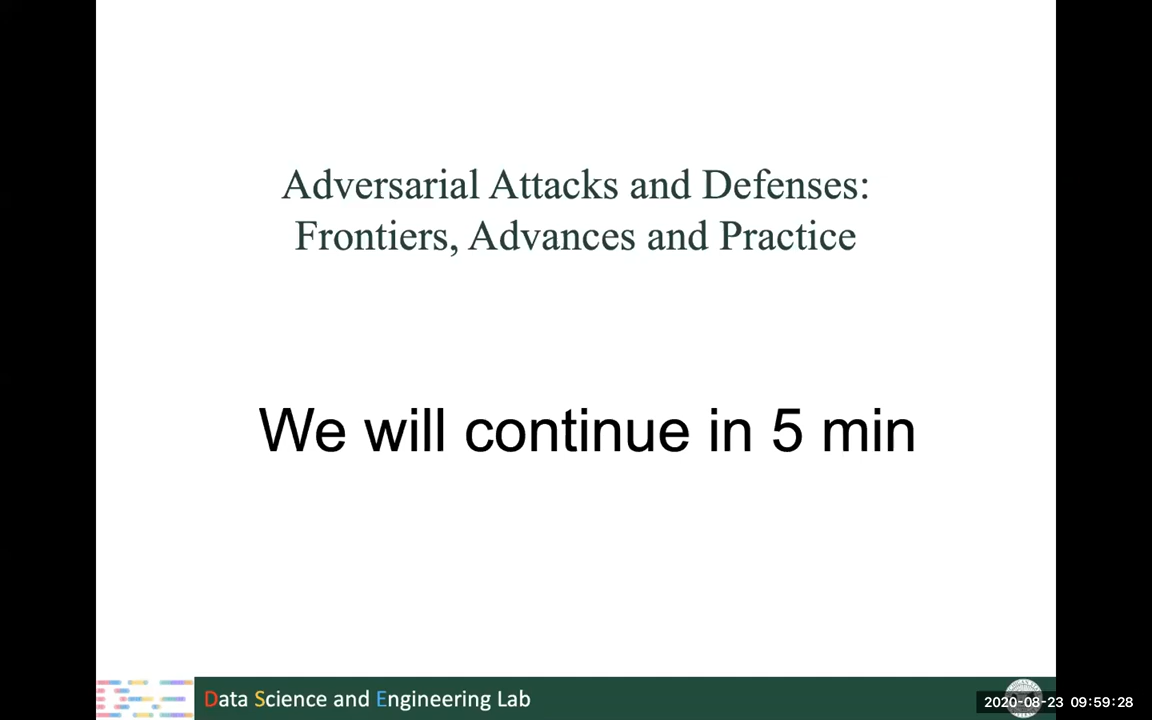 Adversarial Attacks and Defenses:
Frontiers, Advances and Practice
We will continue in 5 min
Data Science and Engineering Lab
2020-08-23 09:59:28